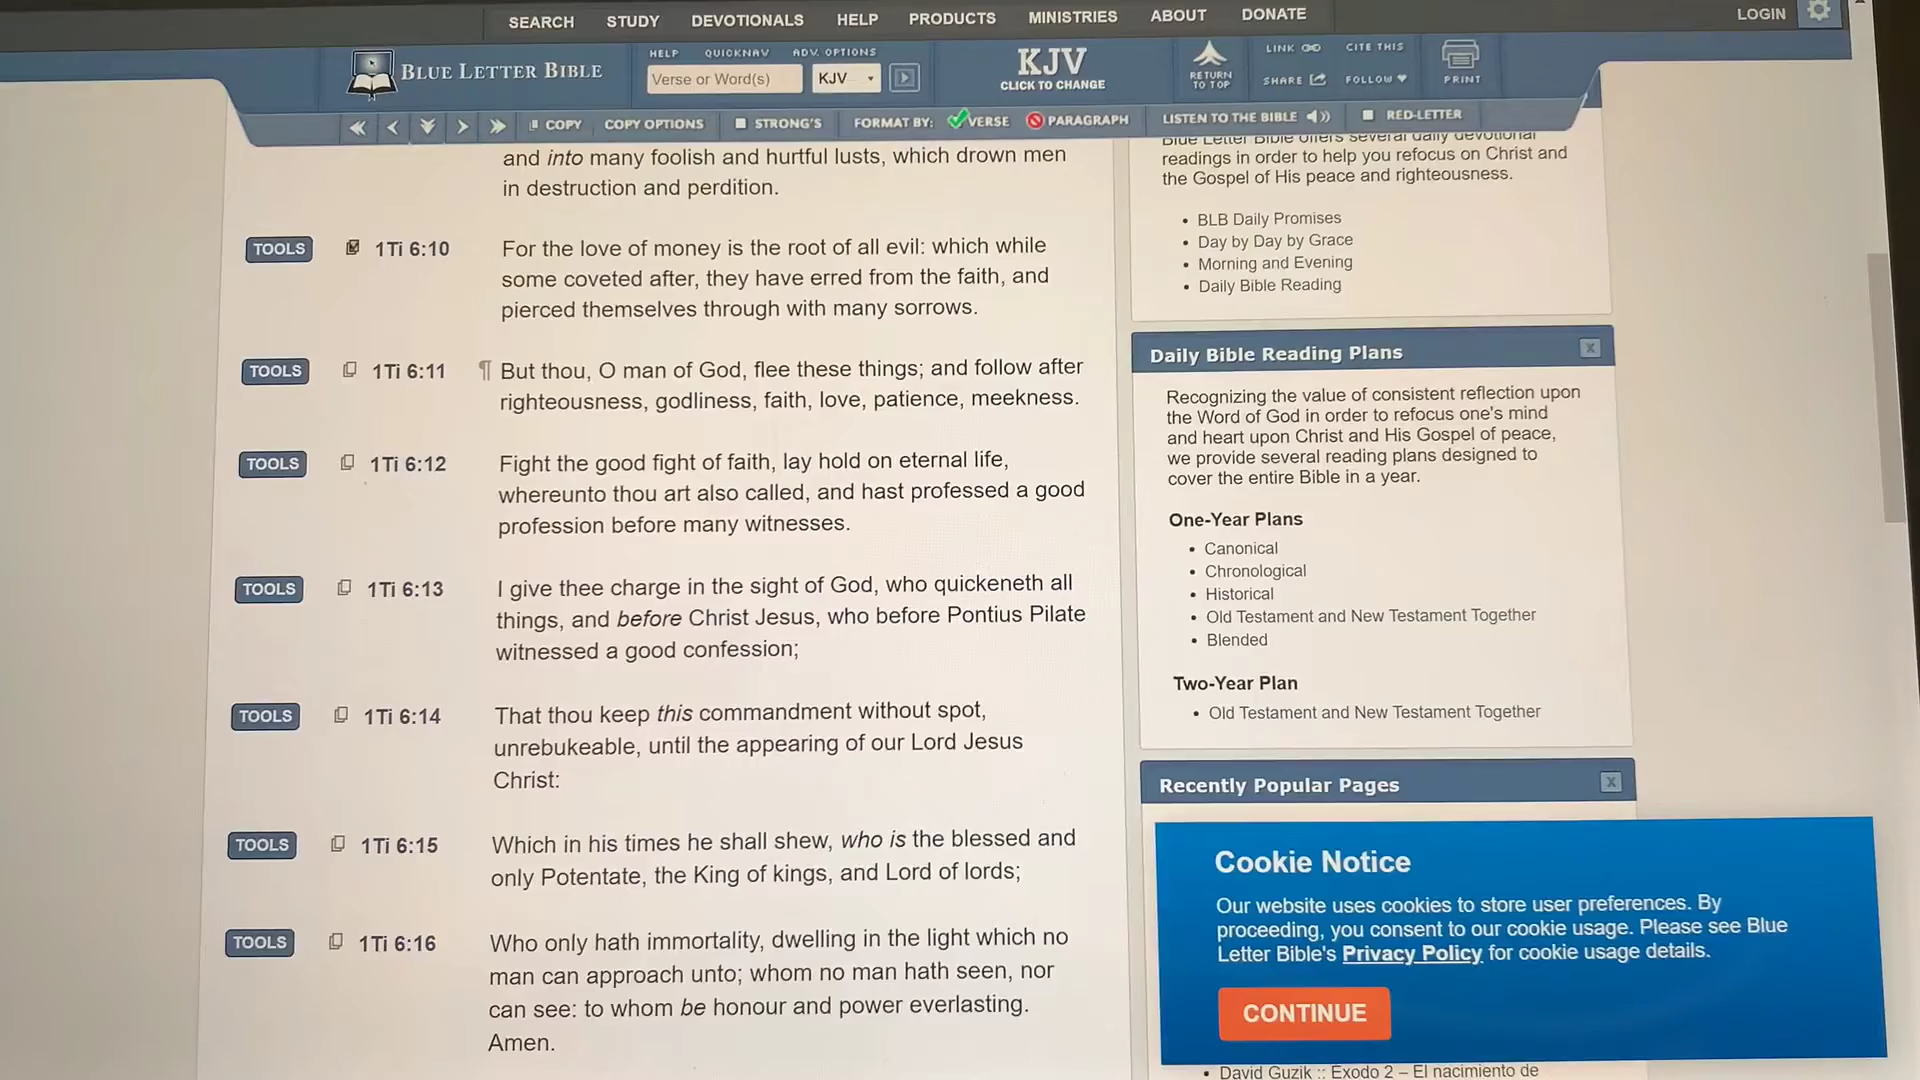 SEARCH STUDY DEVOTIONALS HELP PRODUCTS MINISTRIES ABOUT DONATE LOGIN
BLUE LETTER BIBLE
HELP QUICKNAV ADV. OPTIONS
Verse or Word(s) KJV
KJV
CLICK TO CHANGE
RETURN
TO TOP
LINK CITE THIS
SHARE FOLLOW
PRINT
COPY COPY OPTIONS STRONG'S FORMAT BY: VERSE PARAGRAPH LISTEN TO THE BIBLE RED-LETTER
and into many foolish and hurtful lusts, which drown men
in destruction and perdition.
TOOLS 1Ti 6:10 For the love of money is the root of all evil: which while
some coveted after, they have erred from the faith, and
pierced themselves through with many sorrows.
TOOLS 1Ti 6:11 ¶ But thou, O man of God, flee these things; and follow after
righteousness, godliness, faith, love, patience, meekness.
TOOLS 1Ti 6:12 Fight the good fight of faith, lay hold on eternal life,
whereunto thou art also called, and hast professed a good
profession before many witnesses.
TOOLS 1Ti 6:13 I give thee charge in the sight of God, who quickeneth all
things, and before Christ Jesus, who before Pontius Pilate
witnessed a good confession;
TOOLS 1Ti 6:14 That thou keep this commandment without spot,
unrebukeable, until the appearing of our Lord Jesus
Christ:
TOOLS 1Ti 6:15 Which in his times he shall shew, who is the blessed and
only Potentate, the King of kings, and Lord of lords;
TOOLS 1Ti 6:16 Who only hath immortality, dwelling in the light which no
man can approach unto; whom no man hath seen, nor
can see: to whom be honour and power everlasting.
Amen.
Blue Letter Bible offers several daily devotional
readings in order to help you refocus on Christ and
the Gospel of His peace and righteousness.
• BLB Daily Promises
• Day by Day by Grace
• Morning and Evening
• Daily Bible Reading
Daily Bible Reading Plans x
Recognizing the value of consistent reflection upon
the Word of God in order to refocus one's mind
and heart upon Christ and His Gospel of peace,
we provide several reading plans designed to
cover the entire Bible in a year.
One-Year Plans
• Canonical
• Chronological
• Historical
• Old Testament and New Testament Together
• Blended
Two-Year Plan
• Old Testament and New Testament Together
Recently Popular Pages x
Cookie Notice
Our website uses cookies to store user preferences. By
proceeding, you consent to our cookie usage. Please see Blue
Letter Bible's Privacy Policy for cookie usage details.
CONTINUE
• David Guzik :: Éxodo 2 – El nacimiento de